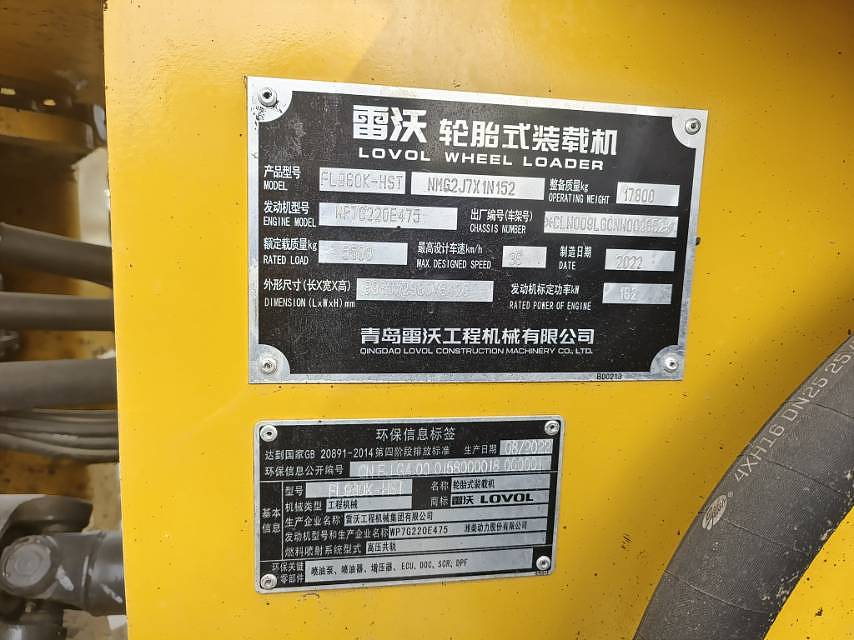 雷沃 轮胎式装载机
LOVOL WHEEL LOADER
产品型号 MODEL FL960K-HST NMG2J7X1N152 整备质量kg OPERATING WEIGHT 17800
发动机型号 ENGINE MODEL WP7G220E475 出厂编号(车架号) CHASSIS NUMBER
额定载质量kg RATED LOAD 最高设计车速km/h MAX. DESIGNED SPEED 制造日期 DATE 2022
外形尺寸(长X宽X高) DIMENSION (LxWxH) mm 发动机标定功率kW RATED POWER OF ENGINE 162
青岛雷沃工程机械有限公司
QINGDAO LOVOL CONSTRUCTION MACHINERY CO., LTD.
B00213
环保信息标签
达到国家GB 20891-2014第四阶段排放标准 生产日期 08/2022
环保信息公开编号
基本信息
型号 FL960K-HST 名称 轮胎式装载机
机械类型 工程机械 商标 雷沃 LOVOL
生产企业名称 雷沃工程机械集团有限公司
发动机型号和生产企业名称 WP7G220E475 潍柴动力股份有限公司
燃料喷射系统型式 高压共轨
环保关键零部件 喷油泵、喷油器、增压器、ECU、DOC、SCR、DPF
4XH16 DN25